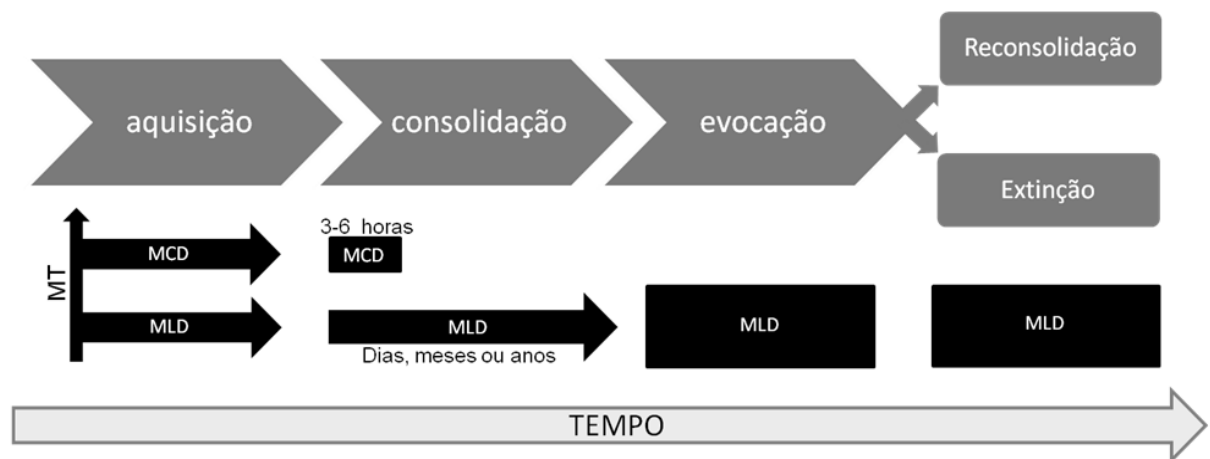 Reconsolidação
aquisição
consolidação
evocação
Extinção
MT
3-6 horas
MCD
MCD
MLD
MLD
Dias, meses ou anos
MLD
MLD
TEMPO